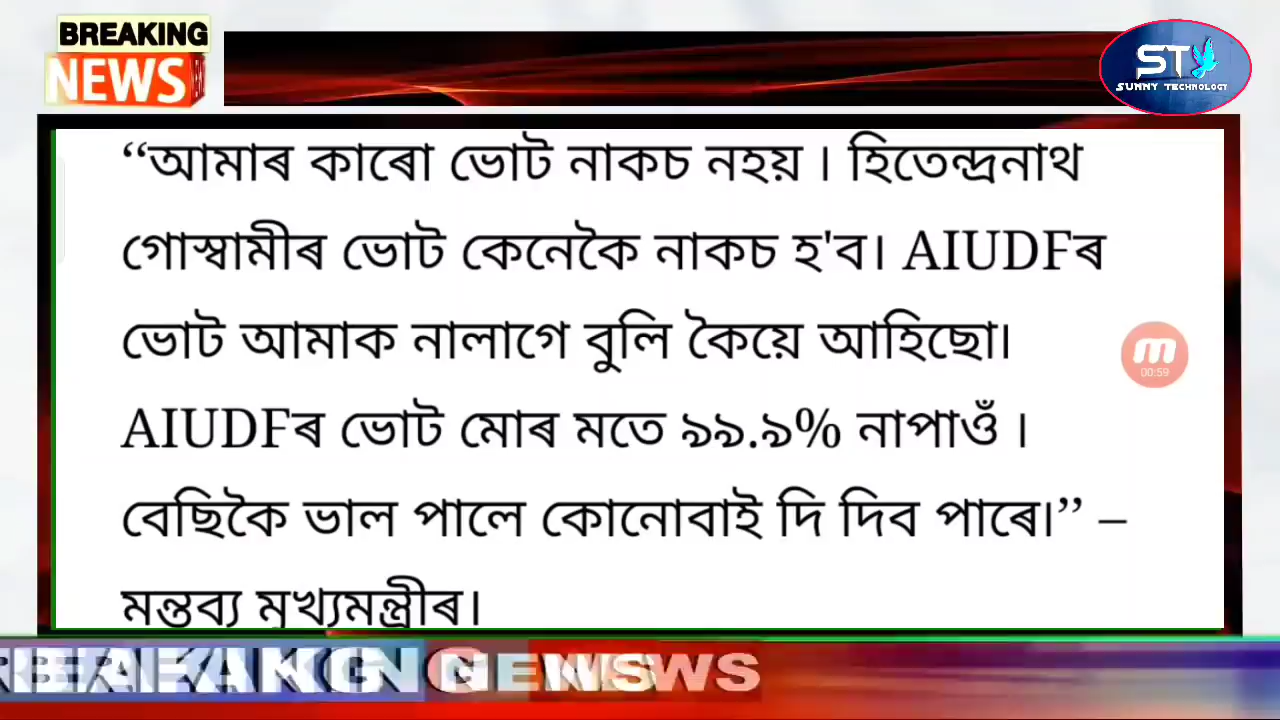 BREAKING
NEWS
ST
SUNNY TECHNOLOGY
“আমাৰ কাৰো ভোট নাকচ নহয় । হিতেন্দ্ৰনাথ
গোস্বামীৰ ভোট কেনেকৈ নাকচ হ'ব। AIUDFৰ
ভোট আমাক নালাগে বুলি কৈয়ে আহিছো।
00:59
AIUDFৰ ভোট মোৰ মতে ৯৯.৯% নাপাওঁ ।
বেছিকৈ ভাল পালে কোনোবাই দি দিব পাৰে।” –
মন্তব্য মুখ্যমন্ত্ৰীৰ।